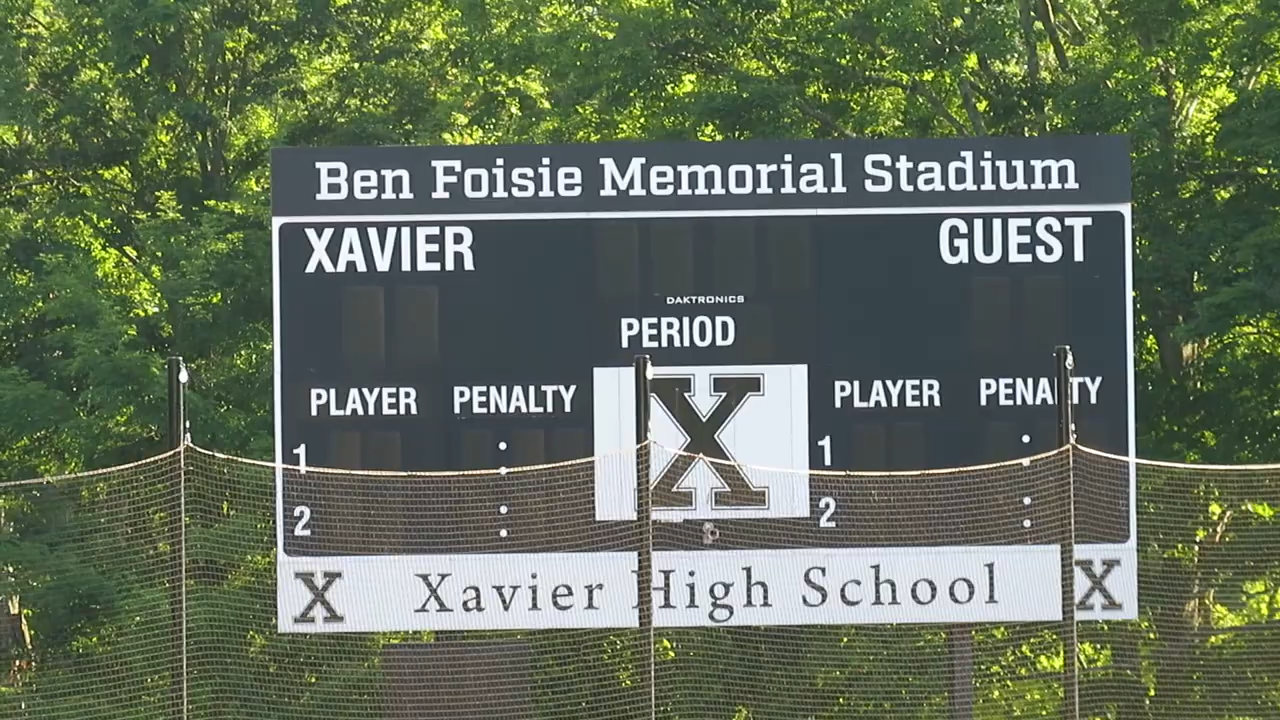 Ben Foisie Memorial Stadium
XAVIER
GUEST
DAKTRONICS
PERIOD
PLAYER PENALTY
X
PLAYER PENALTY
1 :
1 :
2 :
2 :
X Xavier High School X